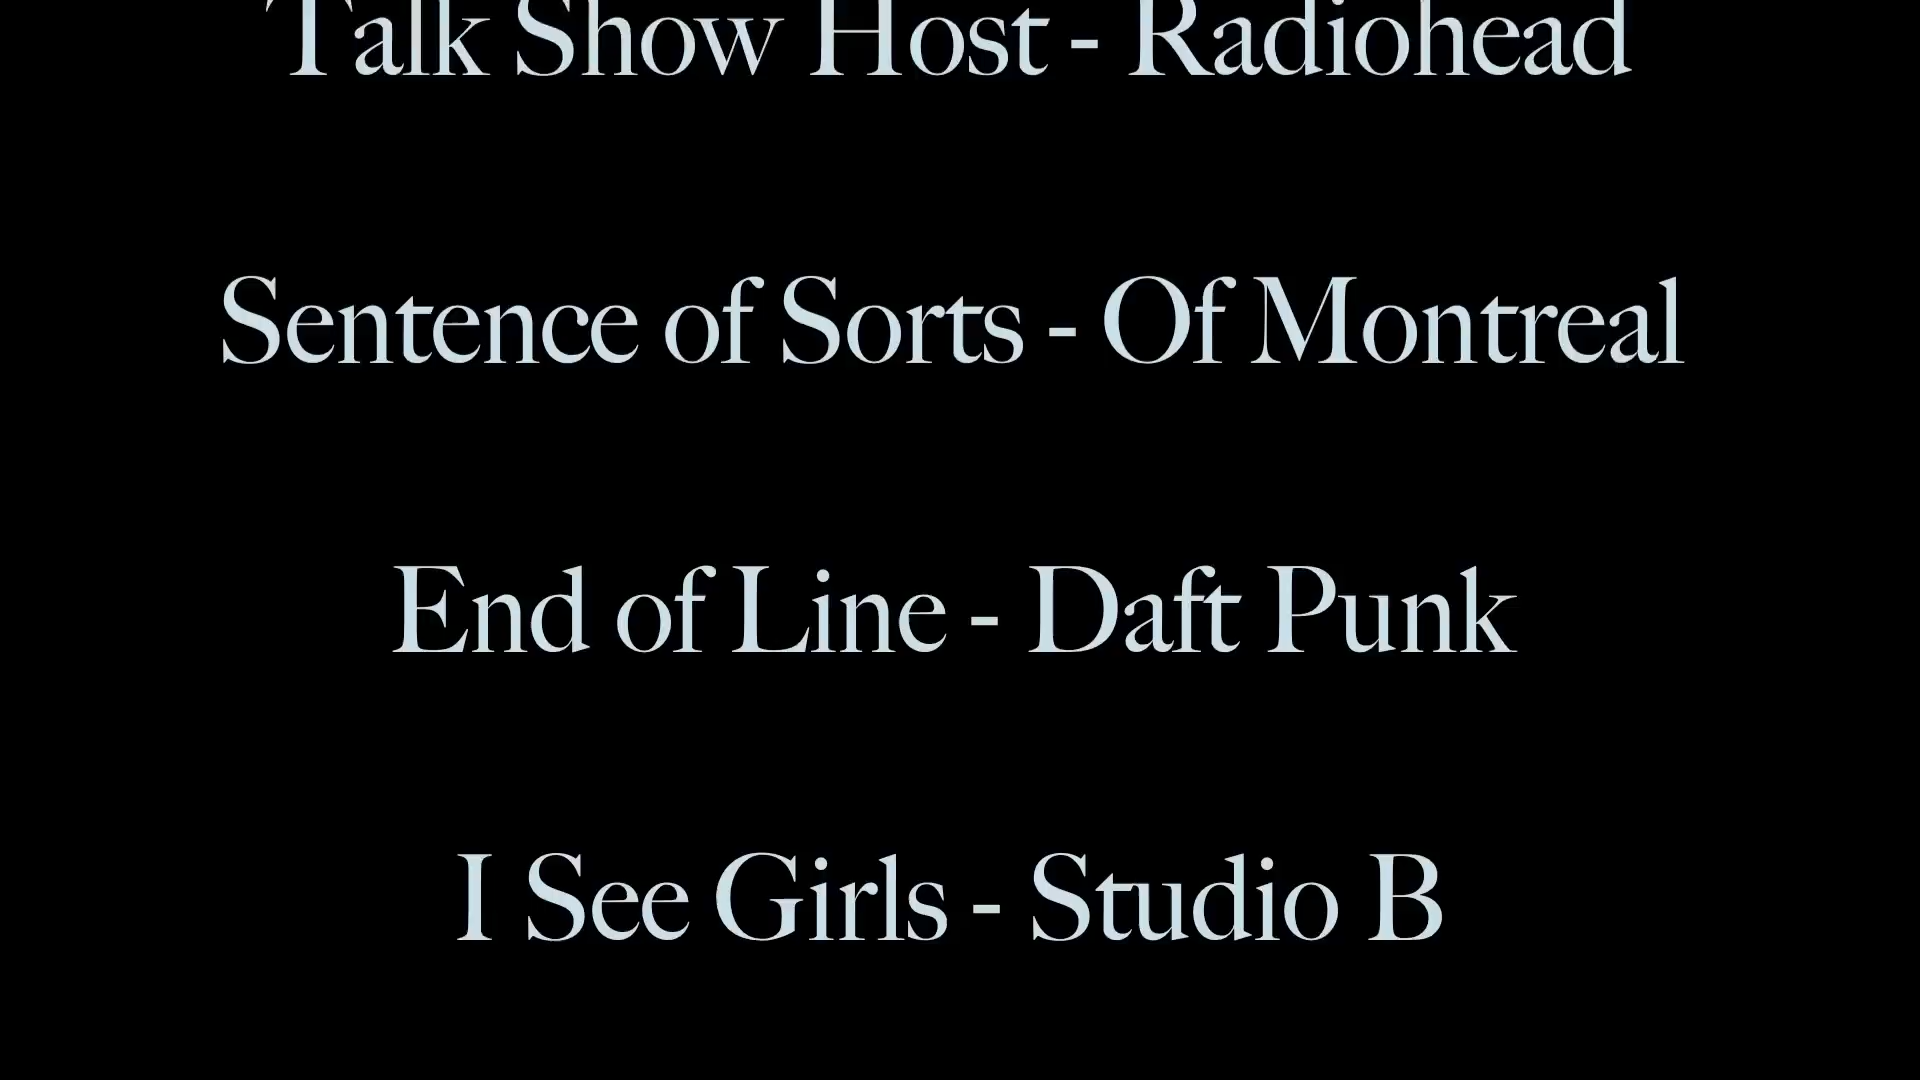 Talk Show Host - Radiohead
Sentence of Sorts - Of Montreal
End of Line - Daft Punk
I See Girls - Studio B